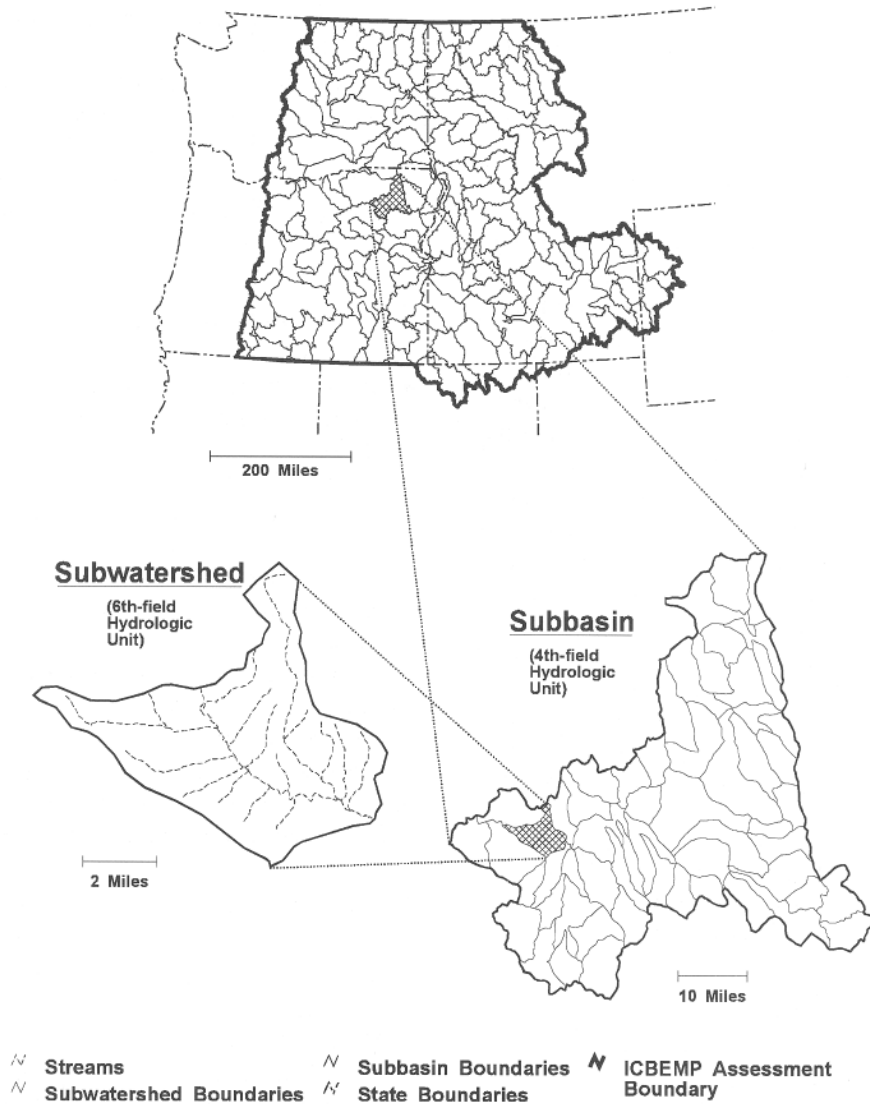 200 Miles
Subwatershed
(6th-field
Hydrologic
Unit)
2 Miles
Subbasin
(4th-field
Hydrologic
Unit)
10 Miles
Streams
Subwatershed Boundaries
Subbasin Boundaries
State Boundaries
ICBEMP Assessment
Boundary